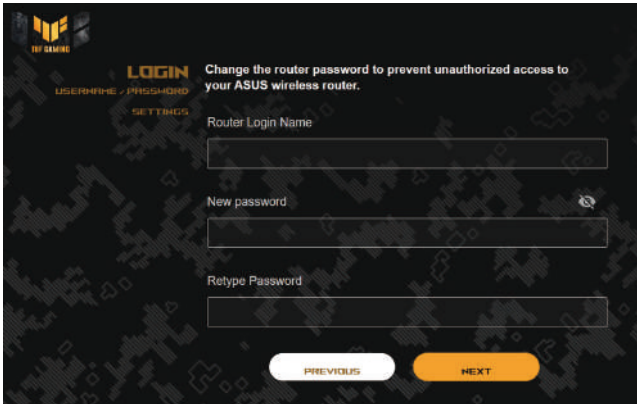 TUF GAMING
LOGIN
USERNAME / PASSWORD
SETTINGS
Change the router password to prevent unauthorized access to
your ASUS wireless router.
Router Login Name
New password
Retype Password
PREVIOUS
NEXT